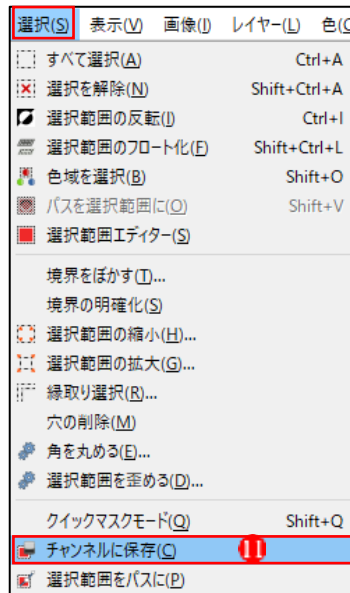 選択(S) 表示(V) 画像(I) レイヤー(L) 色(C
すべて選択(A) Ctrl+A
選択を解除(N) Shift+Ctrl+A
選択範囲の反転(I) Ctrl+I
選択範囲のフロート化(F) Shift+Ctrl+L
色域を選択(B) Shift+O
パスを選択範囲に(O) Shift+V
選択範囲エディター(S)
境界をぼかす(T)...
境界の明確化(S)
選択範囲の縮小(H)...
選択範囲の拡大(G)...
縁取り選択(R)...
穴の削除(M)
角を丸める(E)...
選択範囲を歪める(D)...
クイックマスクモード(Q) Shift+Q
チャンネルに保存(C) 11
選択範囲をパスに(P)